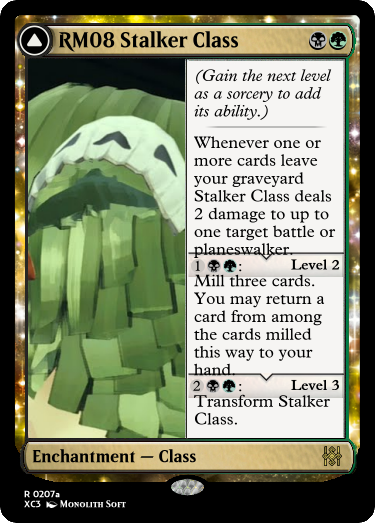 RM08 Stalker Class
(Gain the next level
as a sorcery to add
its ability.)
Whenever one or
more cards leave
your graveyard
Stalker Class deals
2 damage to up to
one target battle or
planeswalker.
1 : Level 2
Mill three cards.
You may return a
card from among
the cards milled
this way to your
hand.
2 : Level 3
Transform Stalker
Class.
Enchantment — Class
R 0207a
XC3 Monolith Soft